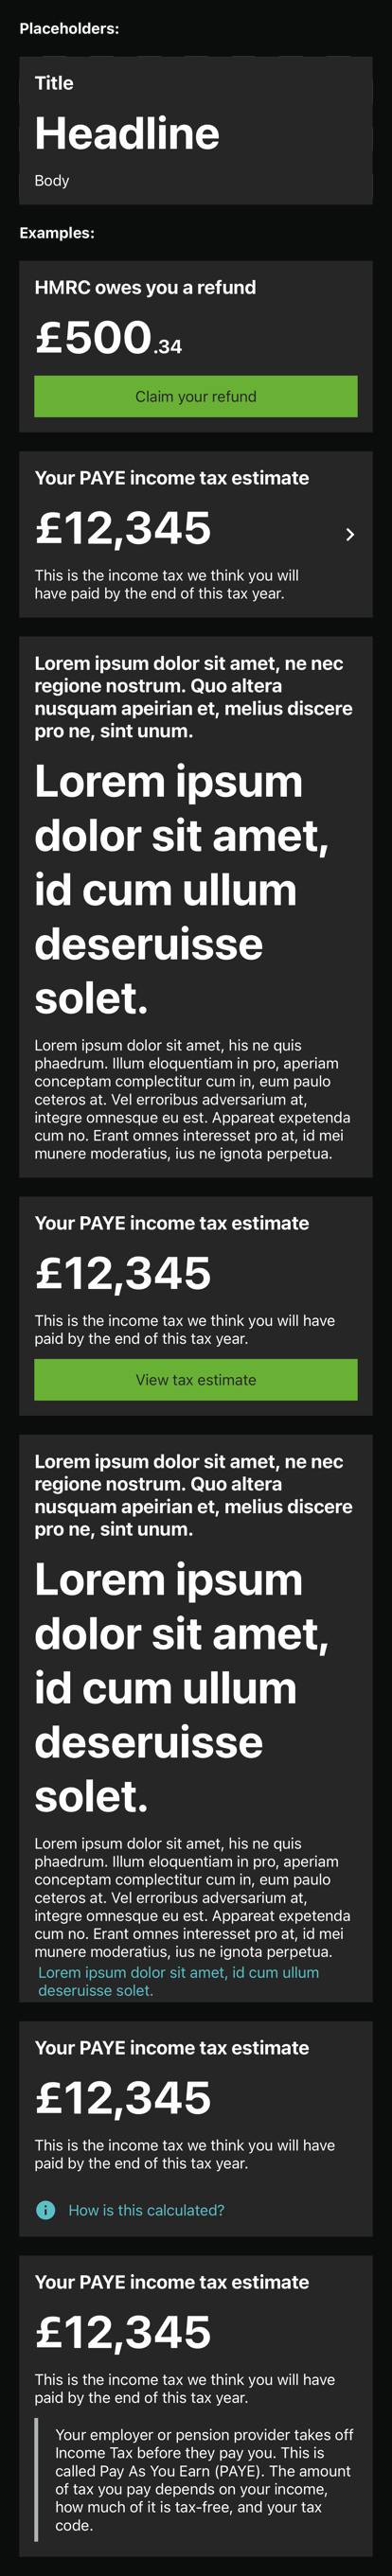 Placeholders:
Title
Headline
Body
Examples:
HMRC owes you a refund
£500.34
Claim your refund
Your PAYE income tax estimate
£12,345
This is the income tax we think you will
have paid by the end of this tax year.
Lorem ipsum dolor sit amet, ne nec
regione nostrum. Quo altera
nusquam apeirian et, melius discere
pro ne, sint unum.
Lorem ipsum
dolor sit amet,
id cum ullum
deseruisse
solet.
Lorem ipsum dolor sit amet, his ne quis
phaedrum. Illum eloquentiam in pro, aperiam
conceptam complectitur cum in, eum paulo
ceteros at. Vel erroribus adversarium at,
integre omnesque eu est. Appareat expetenda
cum no. Erant omnes interesset pro at, id mei
munere moderatius, ius ne ignota perpetua.
Your PAYE income tax estimate
£12,345
This is the income tax we think you will have
paid by the end of this tax year.
View tax estimate
Lorem ipsum dolor sit amet, ne nec
regione nostrum. Quo altera
nusquam apeirian et, melius discere
pro ne, sint unum.
Lorem ipsum
dolor sit amet,
id cum ullum
deseruisse
solet.
Lorem ipsum dolor sit amet, his ne quis
phaedrum. Illum eloquentiam in pro, aperiam
conceptam complectitur cum in, eum paulo
ceteros at. Vel erroribus adversarium at,
integre omnesque eu est. Appareat expetenda
cum no. Erant omnes interesset pro at, id mei
munere moderatius, ius ne ignota perpetua.
Lorem ipsum dolor sit amet, id cum ullum
deseruisse solet.
Your PAYE income tax estimate
£12,345
This is the income tax we think you will have
paid by the end of this tax year.
How is this calculated?
Your PAYE income tax estimate
£12,345
This is the income tax we think you will have
paid by the end of this tax year.
Your employer or pension provider takes off
Income Tax before they pay you. This is
called Pay As You Earn (PAYE). The amount
of tax you pay depends on your income,
how much of it is tax-free, and your tax
code.